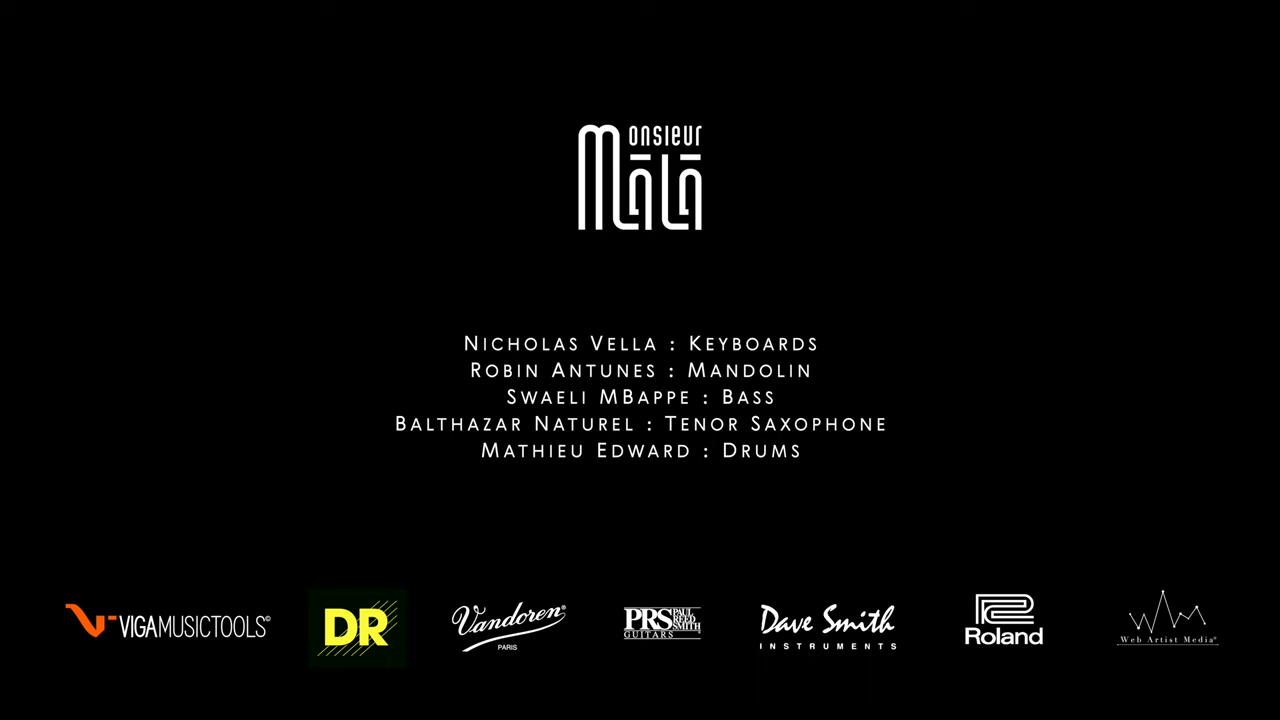 Monsieur
Mālā
Nicholas Vella : Keyboards
Robin Antunes : Mandolin
Swaeli MBappe : Bass
Balthazar Naturel : Tenor Saxophone
Mathieu Edward : Drums
VIGAMUSICTOOLS©
DR
Vandoren®
PARIS
PRS PAUL REED SMITH®
GUITARS
Dave Smith
INSTRUMENTS
Roland
Web Artist Media®